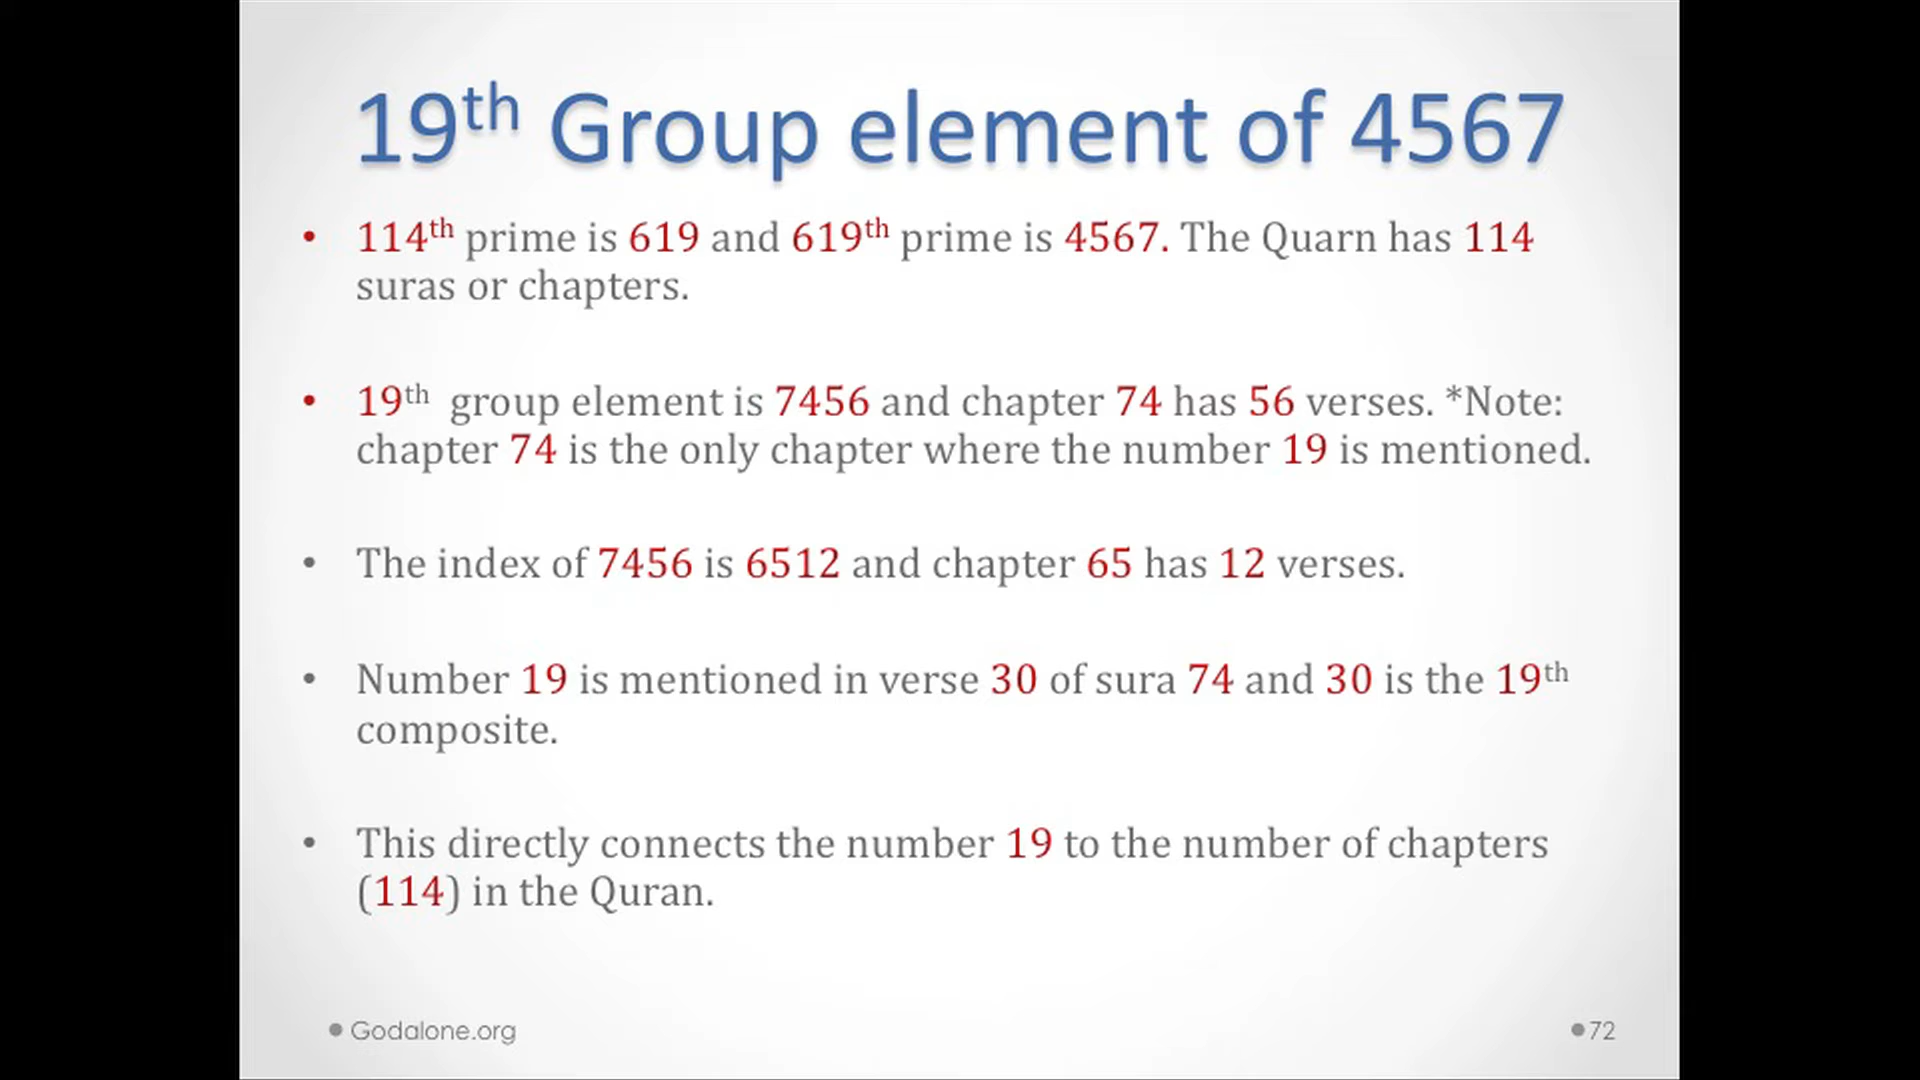 19th Group element of 4567
• 114th prime is 619 and 619th prime is 4567. The Quarn has 114
suras or chapters.
• 19th group element is 7456 and chapter 74 has 56 verses. *Note:
chapter 74 is the only chapter where the number 19 is mentioned.
• The index of 7456 is 6512 and chapter 65 has 12 verses.
• Number 19 is mentioned in verse 30 of sura 74 and 30 is the 19th
composite.
• This directly connects the number 19 to the number of chapters
(114) in the Quran.
• Godalone.org
• 72